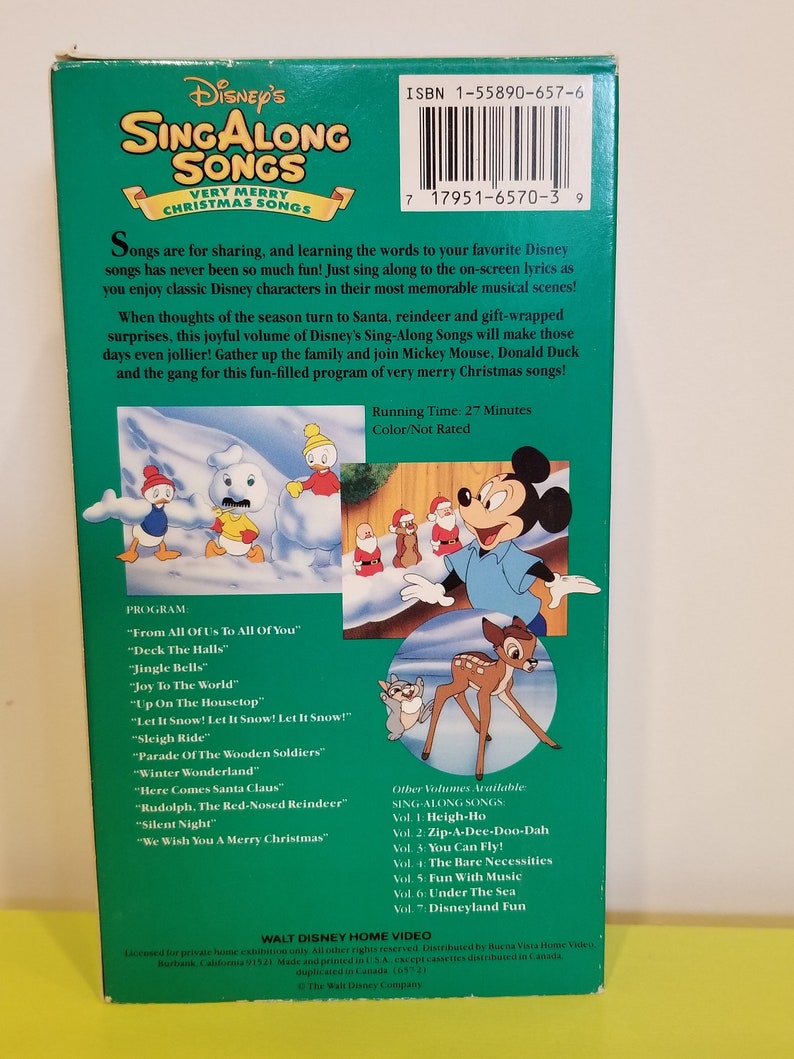 Disney's
SING ALONG
SONGS
VERY MERRY
CHRISTMAS SONGS
ISBN 1-55890-657-6
7 17951-6570-3 9
Songs are for sharing, and learning the words to your favorite Disney
songs has never been so much fun! Just sing along to the on-screen lyrics as
you enjoy classic Disney characters in their most memorable musical scenes!
When thoughts of the season turn to Santa, reindeer and gift-wrapped
surprises, this joyful volume of Disney's Sing-Along Songs will make those
days even jollier! Gather up the family and join Mickey Mouse, Donald Duck
and the gang for this fun-filled program of very merry Christmas songs!
Running Time: 27 Minutes
Color/Not Rated
PROGRAM:
"From All Of Us To All Of You"
"Deck The Halls"
"Jingle Bells"
"Joy To The World"
"Up On The Housetop"
"Let It Snow! Let It Snow! Let It Snow!"
"Sleigh Ride"
"Parade Of The Wooden Soldiers"
"Winter Wonderland"
"Here Comes Santa Claus"
"Rudolph, The Red-Nosed Reindeer"
"Silent Night"
"We Wish You A Merry Christmas"
Other Volumes Available:
SING-ALONG SONGS:
Vol. 1: Heigh-Ho
Vol. 2: Zip-A-Dee-Doo-Dah
Vol. 3: You Can Fly!
Vol. 4: The Bare Necessities
Vol. 5: Fun With Music
Vol. 6: Under The Sea
Vol. 7: Disneyland Fun
WALT DISNEY HOME VIDEO
Licensed for private home exhibition only. All other rights reserved. Distributed by Buena Vista Home Video,
Burbank, California 91521. Made and printed in U.S.A., except cassettes distributed in Canada,
duplicated in Canada. (657-2)
© The Walt Disney Company